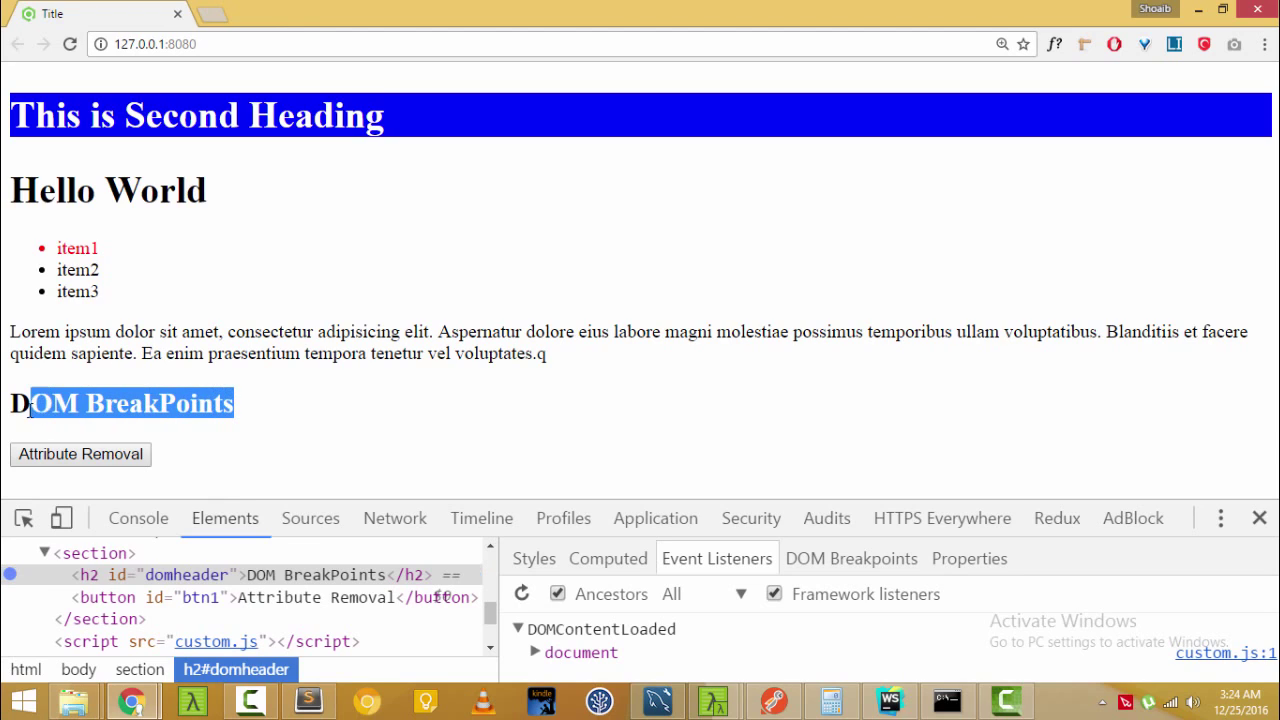 Title
Shoaib
127.0.0.1:8080
f?
LI
This is Second Heading
Hello World
item1
item2
item3
Lorem ipsum dolor sit amet, consectetur adipisicing elit. Aspernatur dolore eius labore magni molestiae possimus temporibus ullam voluptatibus. Blanditiis et facere
quidem sapiente. Ea enim praesentium tempora tenetur vel voluptates.q
DOM BreakPoints
Attribute Removal
Console Elements Sources Network Timeline Profiles Application Security Audits HTTPS Everywhere Redux AdBlock
<section>
<h2 id="domheader">DOM BreakPoints</h2> ==
<button id="btn1">Attribute Removal</button>
</section>
<script src="custom.js"></script>
html body section h2#domheader
Styles Computed Event Listeners DOM Breakpoints Properties
Ancestors All Framework listeners
DOMContentLoaded
document
custom.js:1
Activate Windows
Go to PC settings to activate Windows.
kindle
WS
3:24 AM
12/25/2016